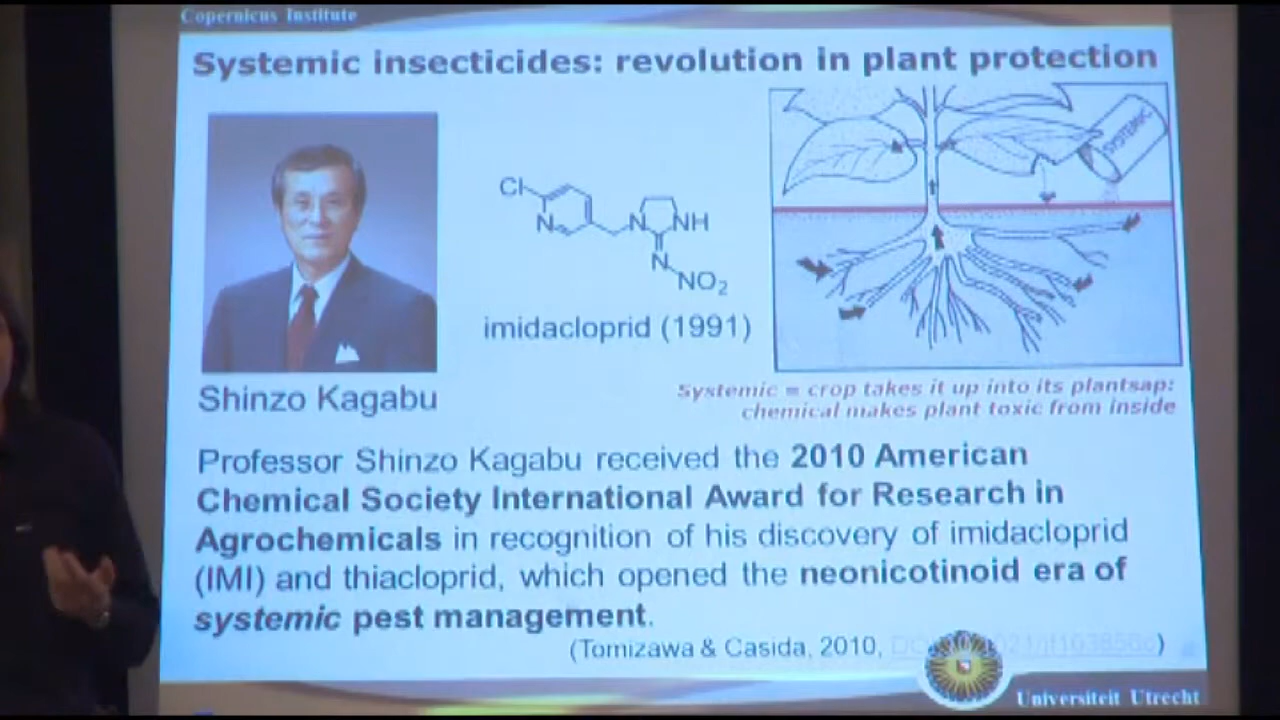 Copernicus Institute
Systemic insecticides: revolution in plant protection
SYSTEMIC
Cl
N
N
NH
N
NO2
imidacloprid (1991)
Shinzo Kagabu
Systemic = crop takes it up into its plantsap:
chemical makes plant toxic from inside
Professor Shinzo Kagabu received the 2010 American
Chemical Society International Award for Research in
Agrochemicals in recognition of his discovery of imidacloprid
(IMI) and thiacloprid, which opened the neonicotinoid era of
systemic pest management.
(Tomizawa & Casida, 2010, )
Universiteit Utrecht